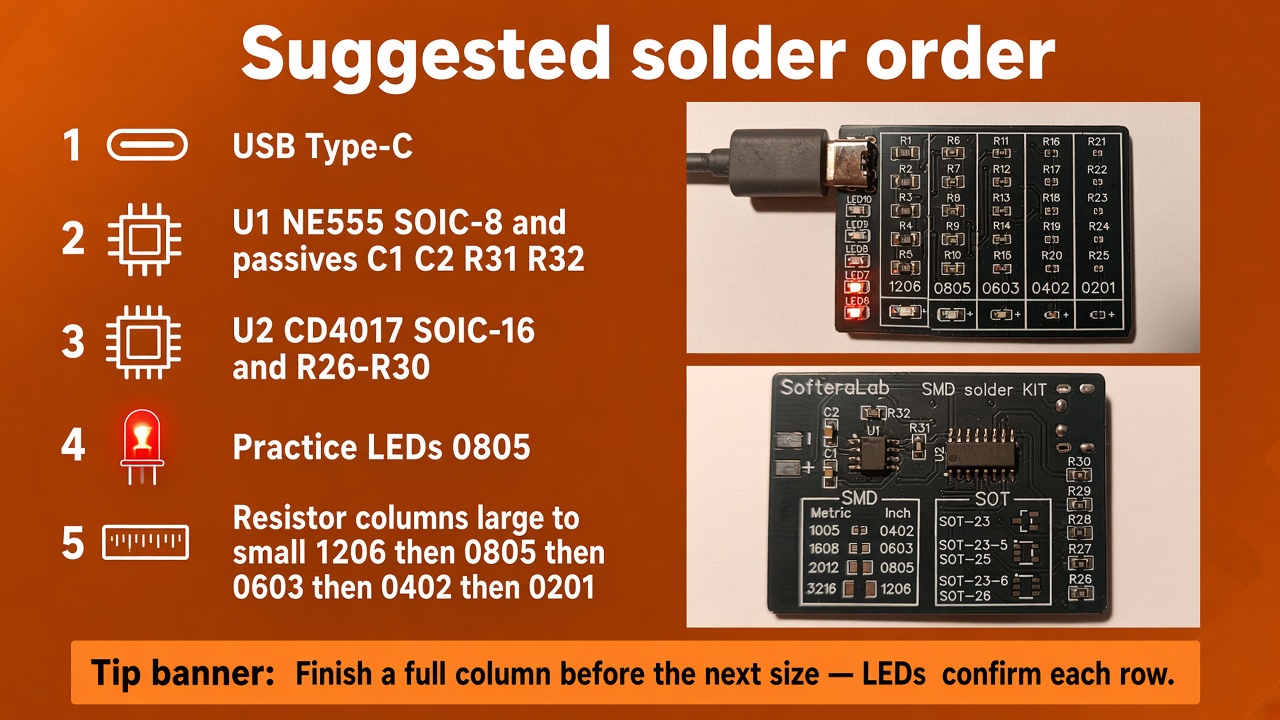 Suggested solder order
1
USB Type-C
2
U1 NE555 SOIC-8 and
passives C1 C2 R31 R32
3
U2 CD4017 SOIC-16
and R26-R30
4
Practice LEDs 0805
5
Resistor columns large to
small 1206 then 0805 then
0603 then 0402 then 0201
R1 R6 R11 R16 R21
R2 R7 R12 R17 R22
LED10 R3 R8 R13 R18 R23
LED9 R4 R9 R14 R19 R24
LED8 R5 R10 R16 R20 R25
LED7
1206 0805 0603 0402 0201
LED6
+ + + + +
SofteraLab SMD solder KIT
C2 R32
U1 R31
C1 U2
+
R30
R29
R28
R27
R26
SMD
Metric Inch
1005 0402
1608 0603
2012 0805
3216 1206
SOT
SOT-23
SOT-23-5
SOT-25
SOT-23-6
SOT-26
Tip banner: Finish a full column before the next size — LEDs confirm each row.